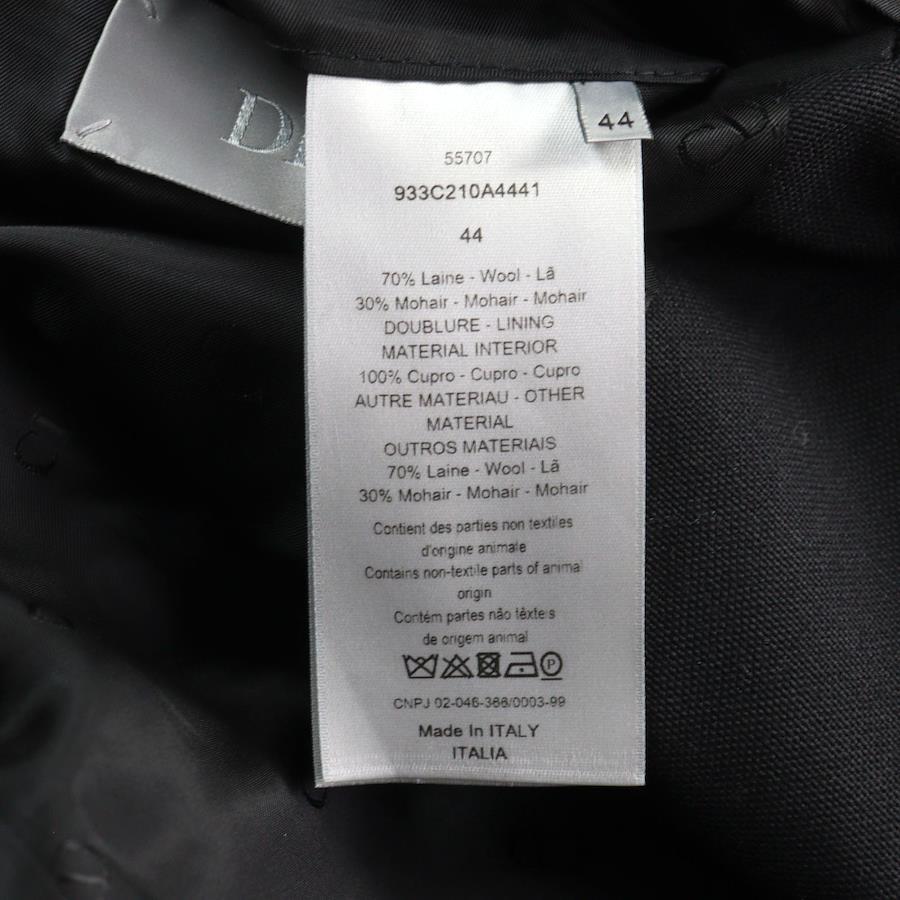 44
55707
933C210A4441
44
70% Laine - Wool - Lã
30% Mohair - Mohair - Mohair
DOUBLURE - LINING
MATERIAL INTERIOR
100% Cupro - Cupro - Cupro
AUTRE MATERIAU - OTHER
MATERIAL
OUTROS MATERIAIS
70% Laine - Wool - Lã
30% Mohair - Mohair - Mohair
Contient des parties non textiles
d'origine animale
Contains non-textile parts of animal
origin
Contém partes não têxteis
de origem animal
P
CNPJ 02-046-366/0003-99
Made In ITALY
ITALIA